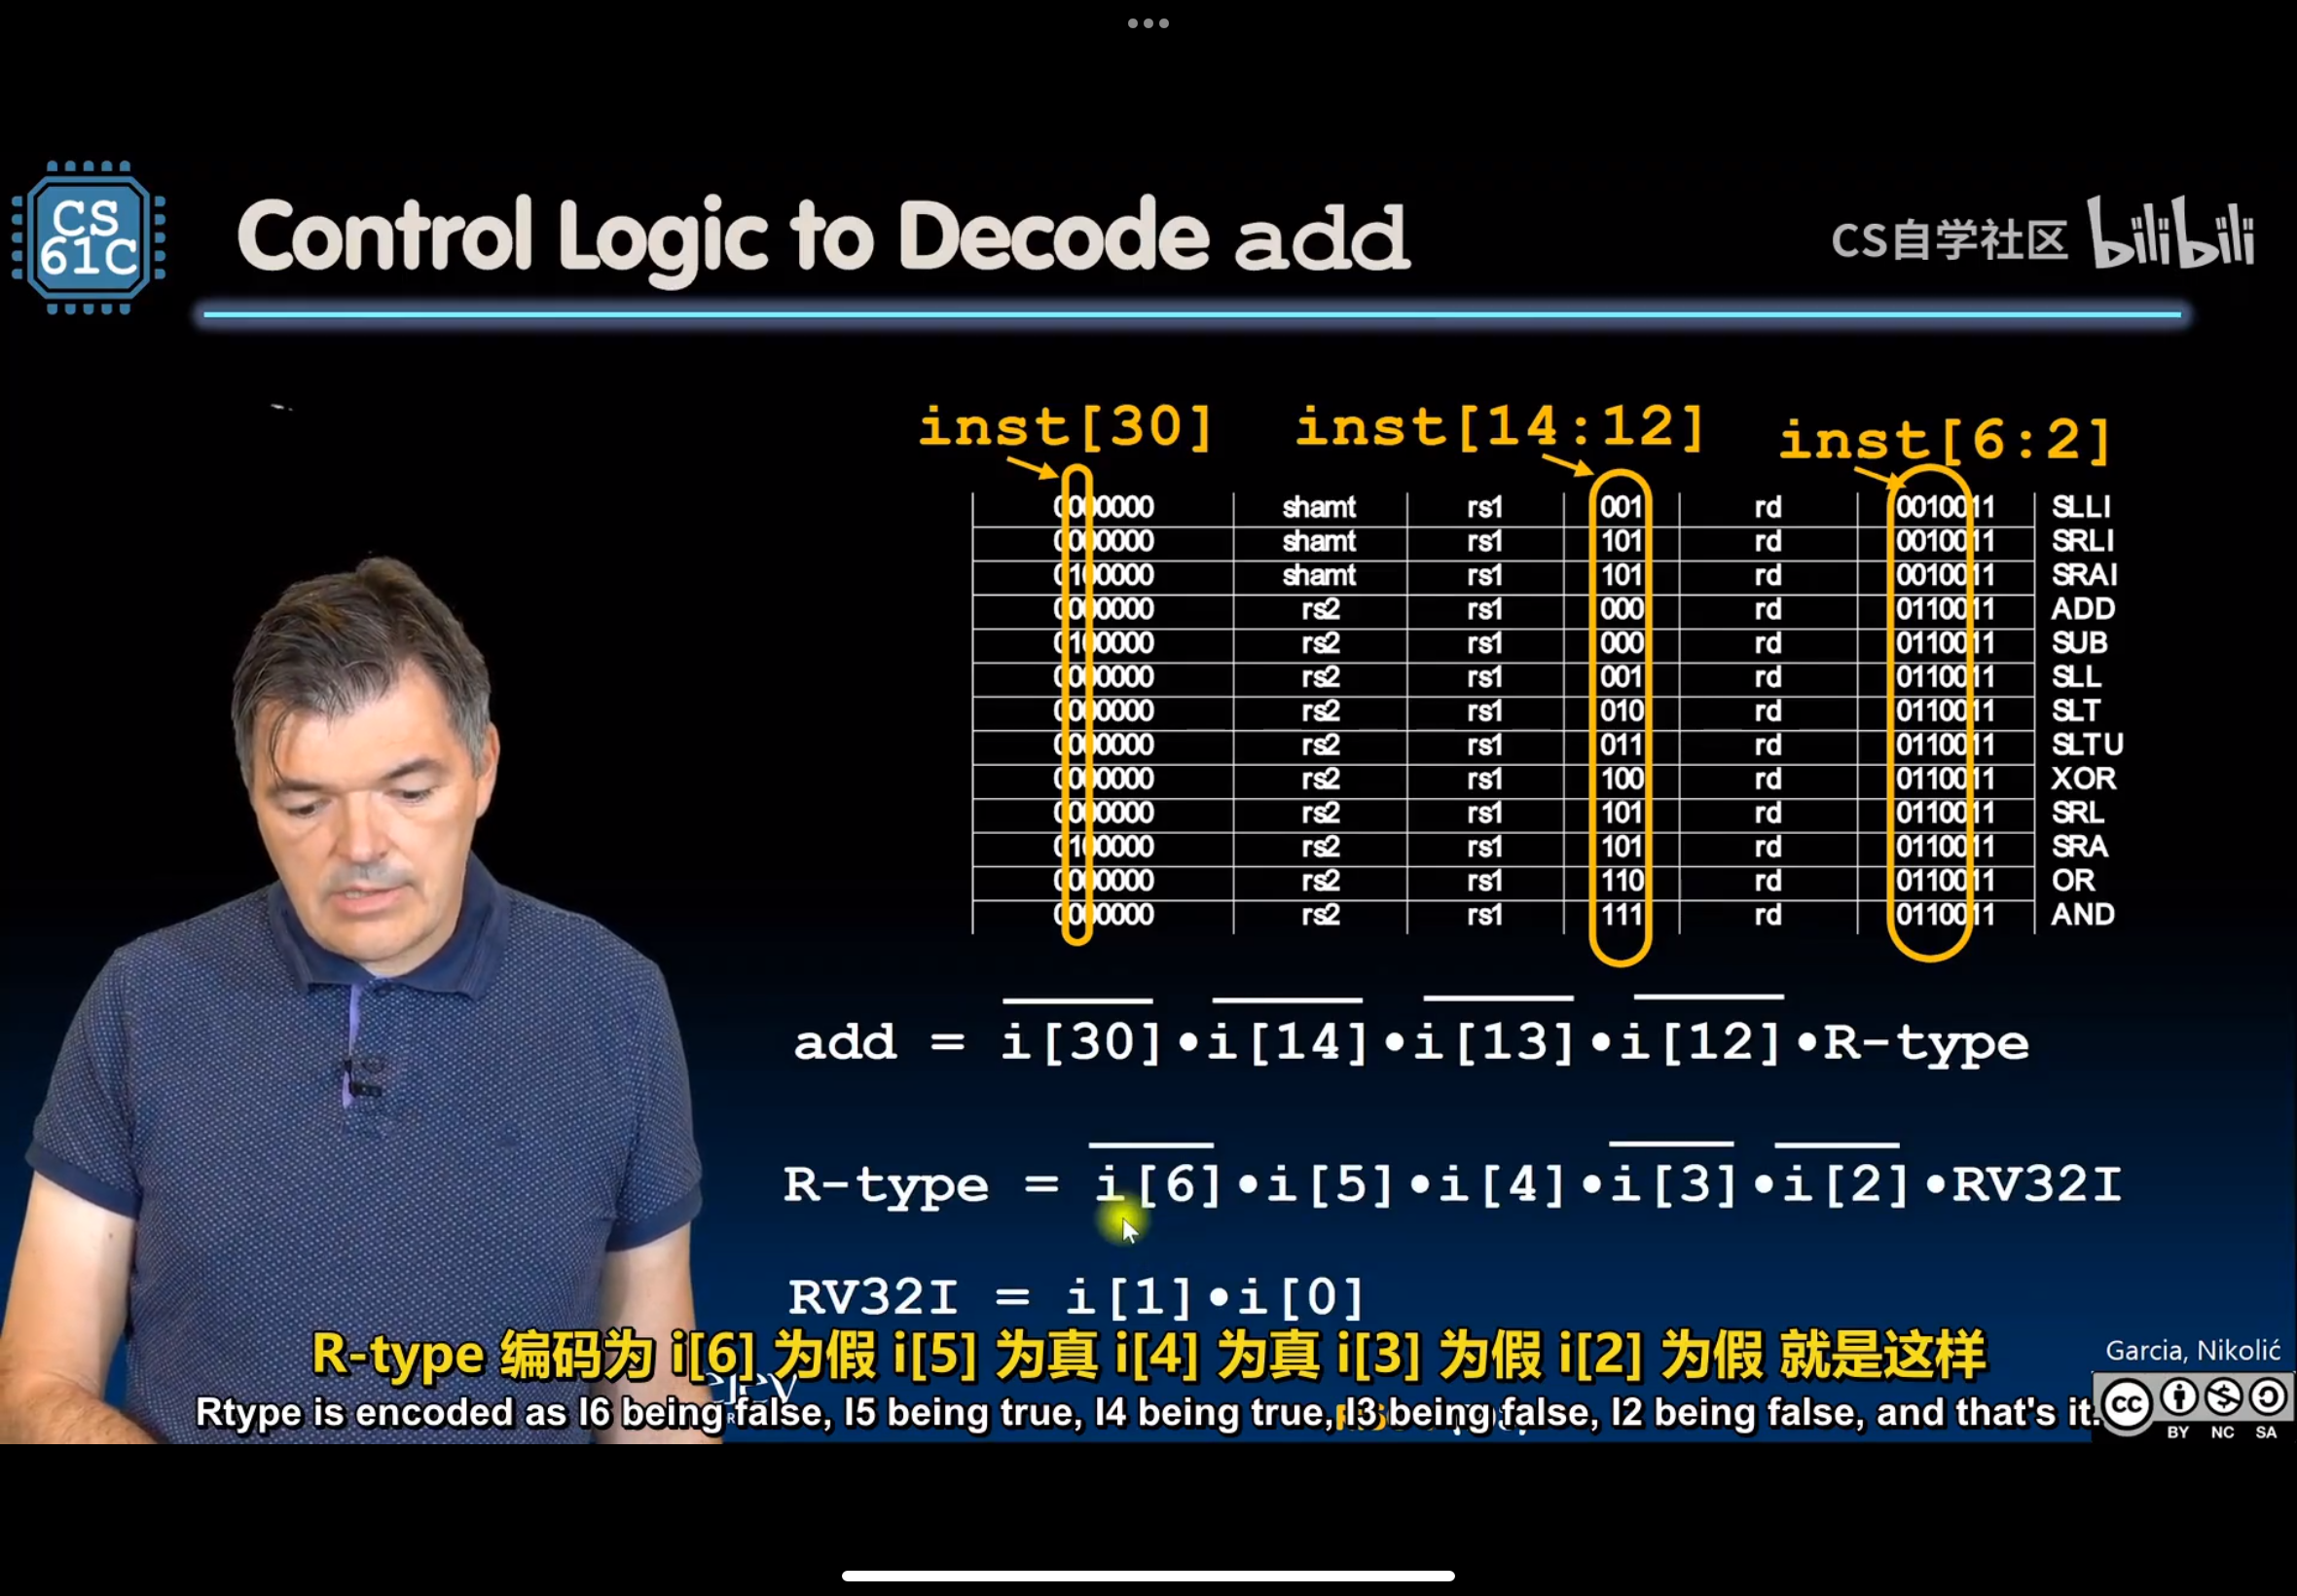 CS
61C
Control Logic to Decode add
CS自学社区 bilibili
inst[30] inst[14:12] inst[6:2]
0000000 shamt rs1 001 rd 0010011 SLLI
0000000 shamt rs1 101 rd 0010011 SRLI
0100000 shamt rs1 101 rd 0010011 SRAI
0000000 rs2 rs1 000 rd 0110011 ADD
0100000 rs2 rs1 000 rd 0110011 SUB
0000000 rs2 rs1 001 rd 0110011 SLL
0000000 rs2 rs1 010 rd 0110011 SLT
0000000 rs2 rs1 011 rd 0110011 SLTU
0000000 rs2 rs1 100 rd 0110011 XOR
0000000 rs2 rs1 101 rd 0110011 SRL
0100000 rs2 rs1 101 rd 0110011 SRA
0000000 rs2 rs1 110 rd 0110011 OR
0000000 rs2 rs1 111 rd 0110011 AND
add = i[30]•i[14]•i[13]•i[12]•R-type
R-type = i[6]•i[5]•i[4]•i[3]•i[2]•RV32I
RV32I = i[1]•i[0]
R-type 编码为 i[6] 为假 i[5] 为真 i[4] 为真 i[3] 为假 i[2] 为假 就是这样
Rtype is encoded as I6 being false, I5 being true, I4 being true, I3 being false, I2 being false, and that's it.
Garcia, Nikolić
cc
BY NC SA